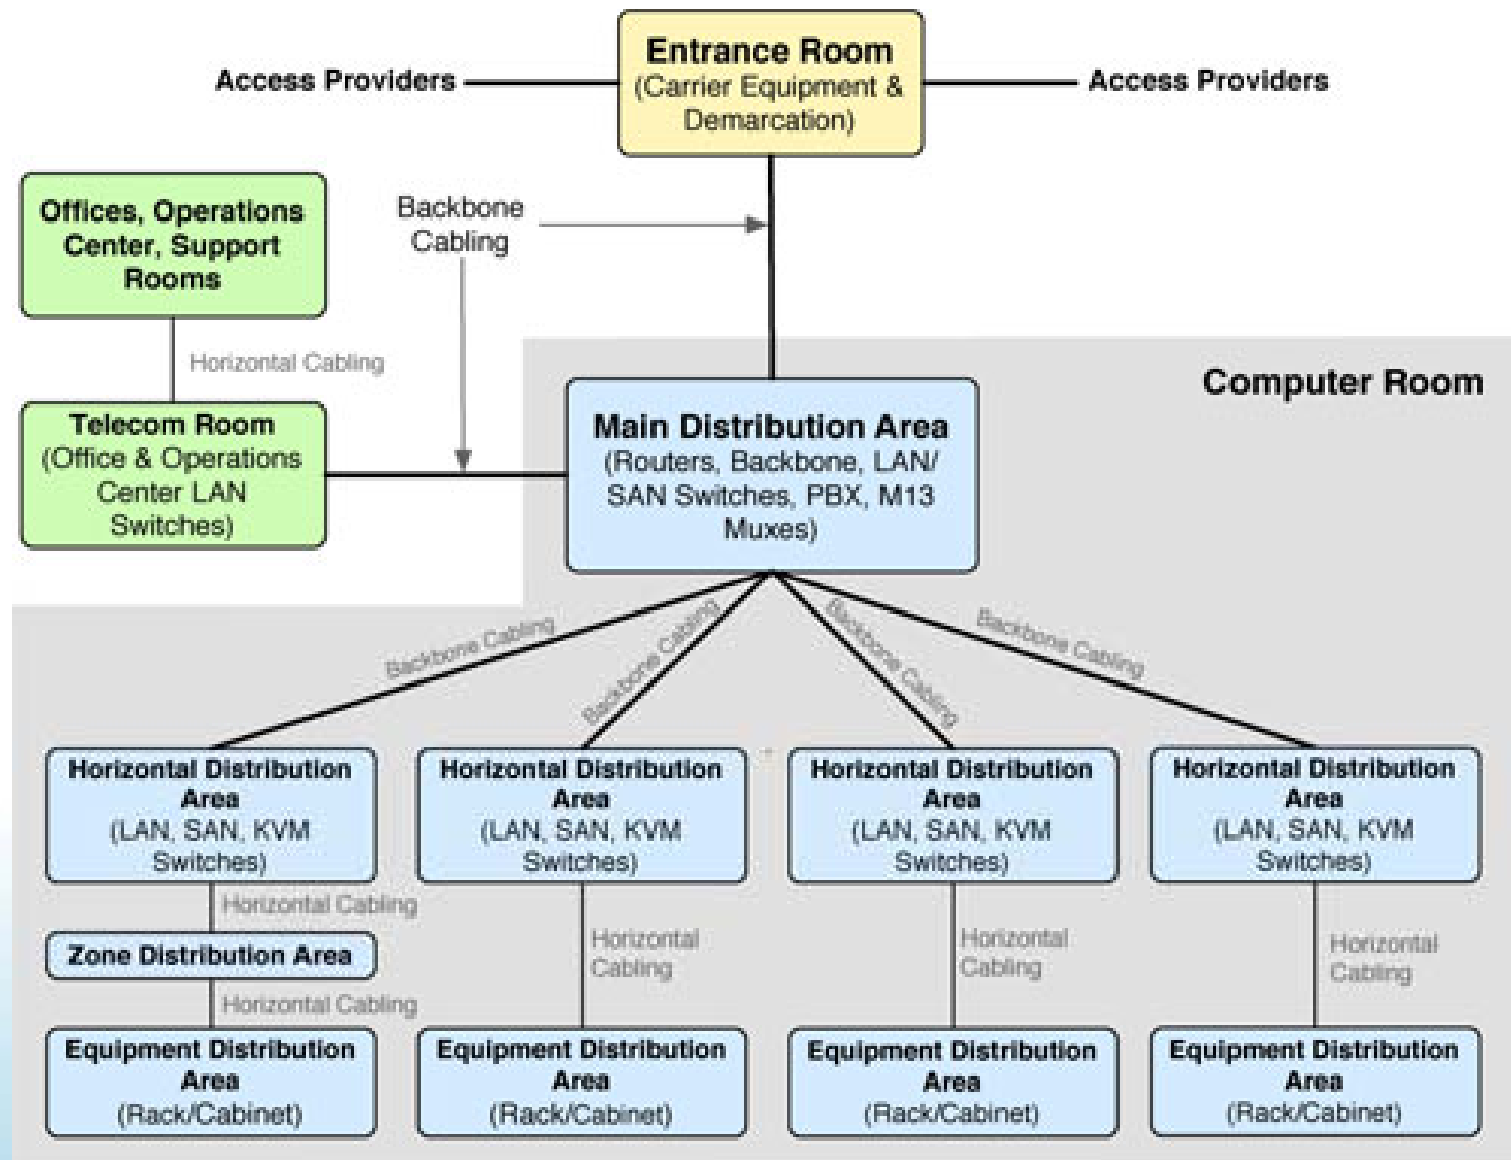 Entrance Room
(Carrier Equipment &
Demarcation)
Access Providers
Access Providers
Offices, Operations
Center, Support
Rooms
Backbone
Cabling
Horizontal Cabling
Computer Room
Telecom Room
(Office & Operations
Center LAN
Switches)
Main Distribution Area
(Routers, Backbone, LAN/
SAN Switches, PBX, M13
Muxes)
Backbone Cabling
Backbone Cabling
Backbone Cabling
Backbone Cabling
Horizontal Distribution
Area
(LAN, SAN, KVM
Switches)
Horizontal Distribution
Area
(LAN, SAN, KVM
Switches)
Horizontal Distribution
Area
(LAN, SAN, KVM
Switches)
Horizontal Distribution
Area
(LAN, SAN, KVM
Switches)
Horizontal Cabling
Zone Distribution Area
Horizontal Cabling
Horizontal
Cabling
Horizontal
Cabling
Horizontal
Cabling
Equipment Distribution
Area
(Rack/Cabinet)
Equipment Distribution
Area
(Rack/Cabinet)
Equipment Distribution
Area
(Rack/Cabinet)
Equipment Distribution
Area
(Rack/Cabinet)